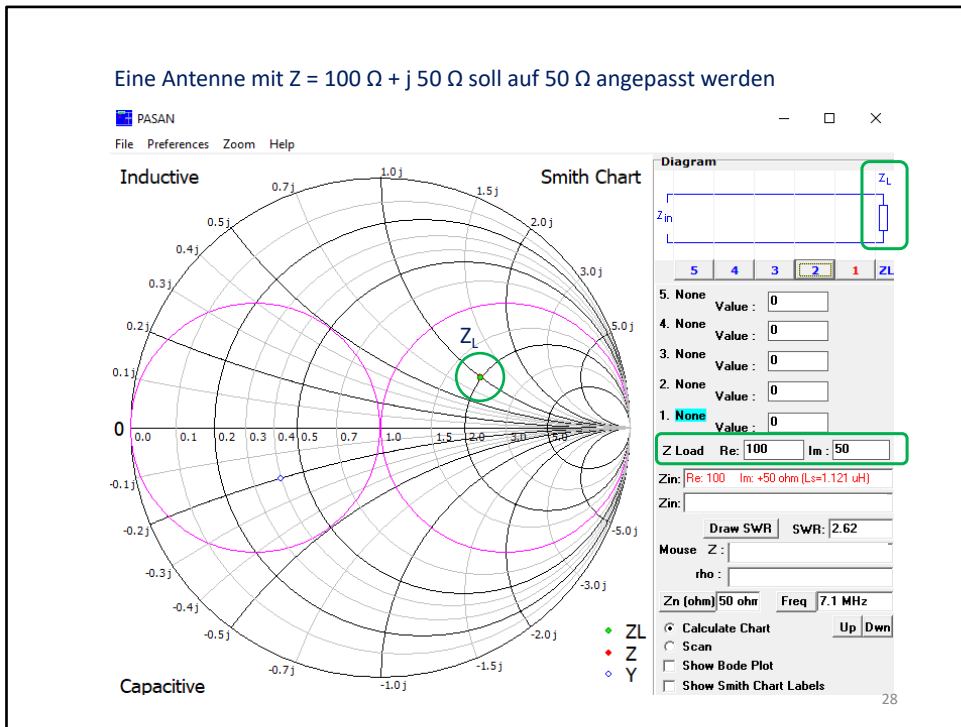 Eine Antenne mit Z = 100 Ω + j 50 Ω soll auf 50 Ω angepasst werden
PASAN
File Preferences Zoom Help
Inductive
Smith Chart
1.0 j
0.7 j
1.5 j
0.5 j
2.0 j
0.4 j
0.3 j
3.0 j
0.2 j
5.0 j
0.1 j
ZL
0
0.0 0.1 0.2 0.3 0.4 0.5 0.7 1.0 1.5 2.0 3.0 5.0
-0.1 j
-0.2 j
-5.0 j
-0.3 j
-3.0 j
-0.4 j
-0.5 j
-2.0 j
-0.7 j
-1.5 j
-1.0 j
Capacitive
ZL
Z
Y
Diagram
ZL
Zin
5 4 3 2 1 ZL
5. None Value : 0
4. None Value : 0
3. None Value : 0
2. None Value : 0
1. None Value : 0
Z Load Re: 100 Im : 50
Zin: Re: 100 Im: +50 ohm (Ls=1.121 uH)
Zin:
Draw SWR SWR: 2.62
Mouse Z :
rho :
Zn (ohm) 50 ohm Freq 7.1 MHz
Calculate Chart Up Dwn
Scan
Show Bode Plot
Show Smith Chart Labels
28